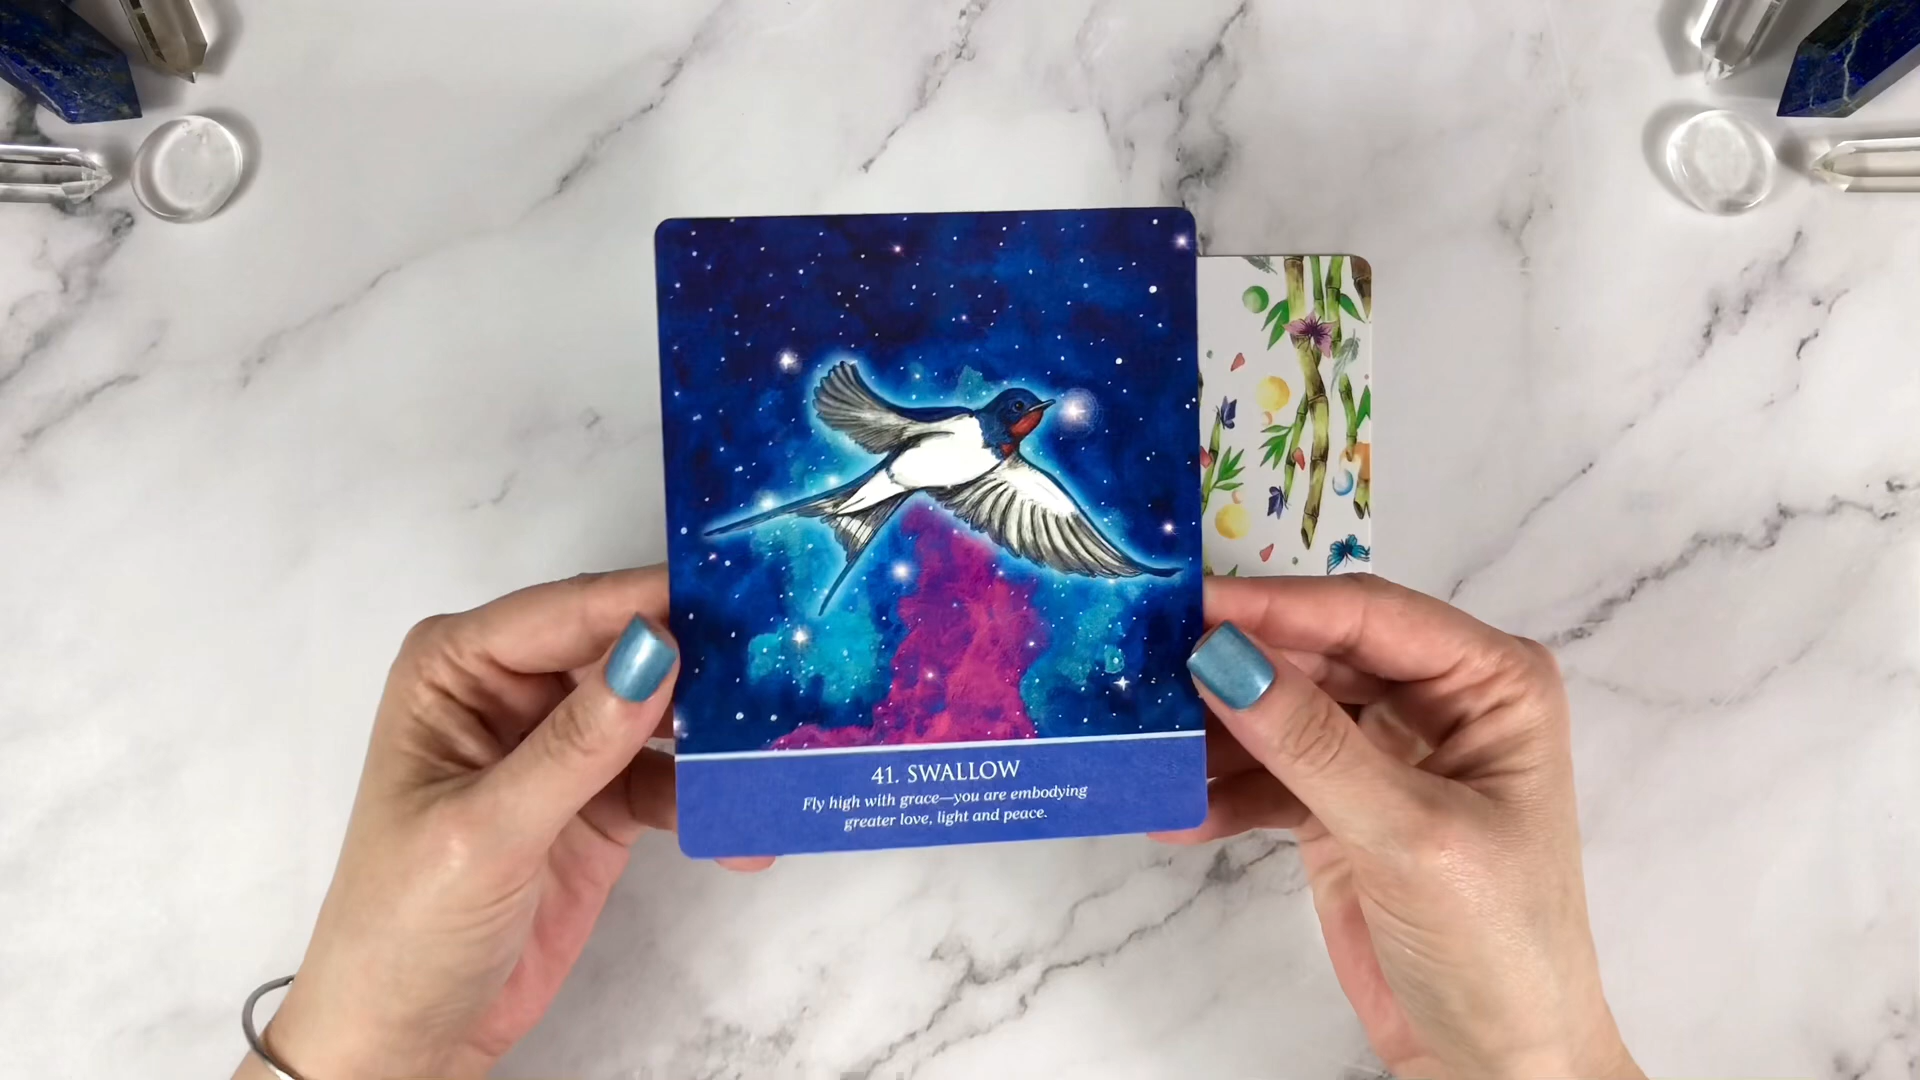 41. SWALLOW
Fly high with grace—you are embodying
greater love, light and peace.